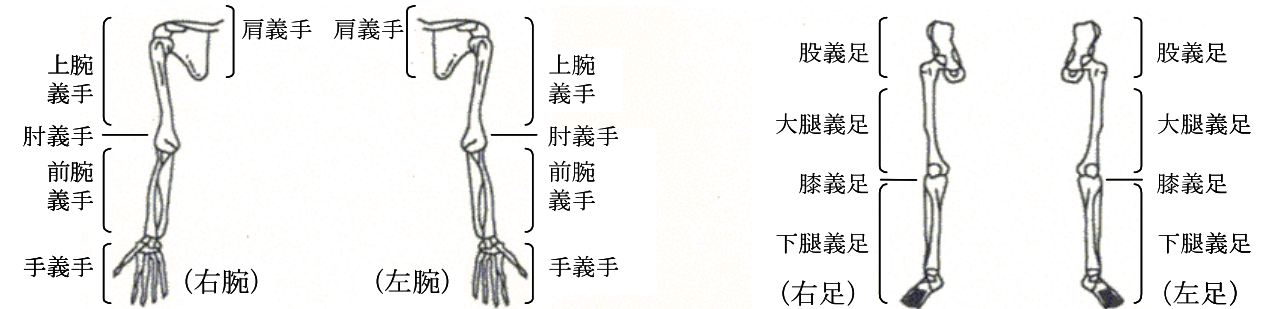 肩義手
上腕
義手
肘義手
前腕
義手
手義手
（右腕）
肩義手
上腕
義手
肘義手
前腕
義手
手義手
（左腕）
股義足
大腿義足
膝義足
下腿義足
（右足）
股義足
大腿義足
膝義足
下腿義足
（左足）